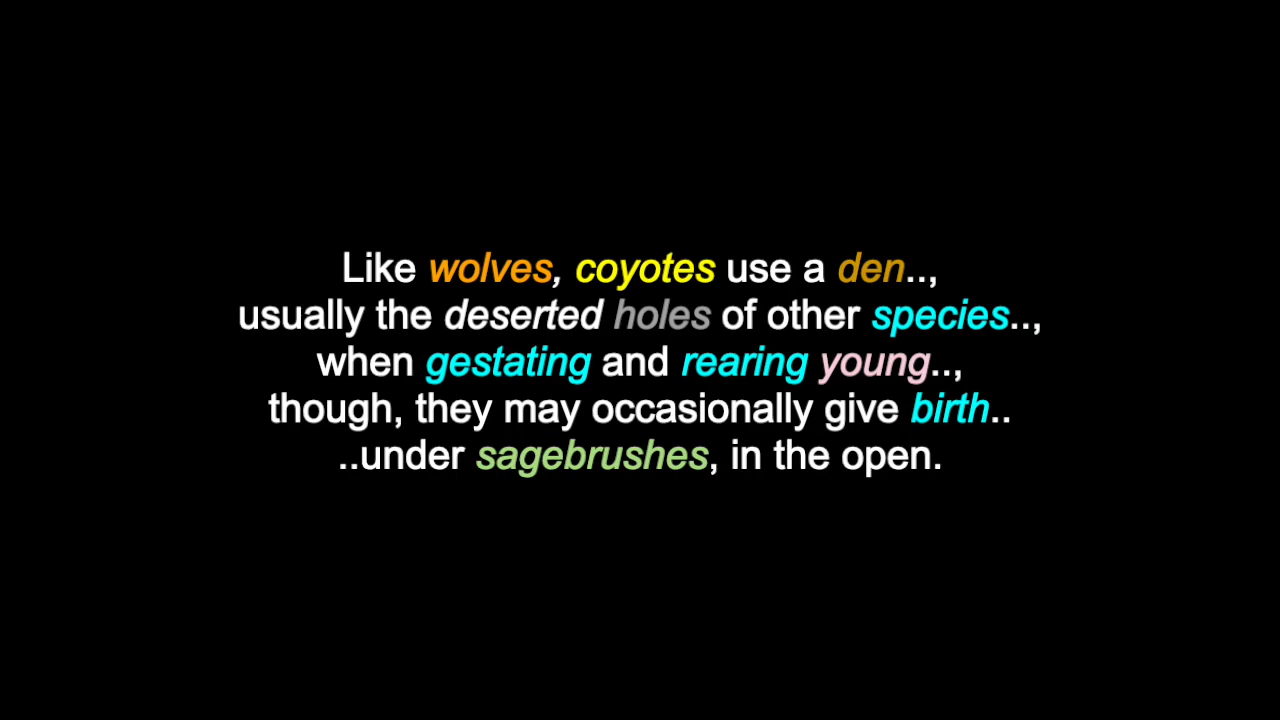 Like wolves, coyotes use a den..,
usually the deserted holes of other species..,
when gestating and rearing young..,
though, they may occasionally give birth..
..under sagebrushes, in the open.